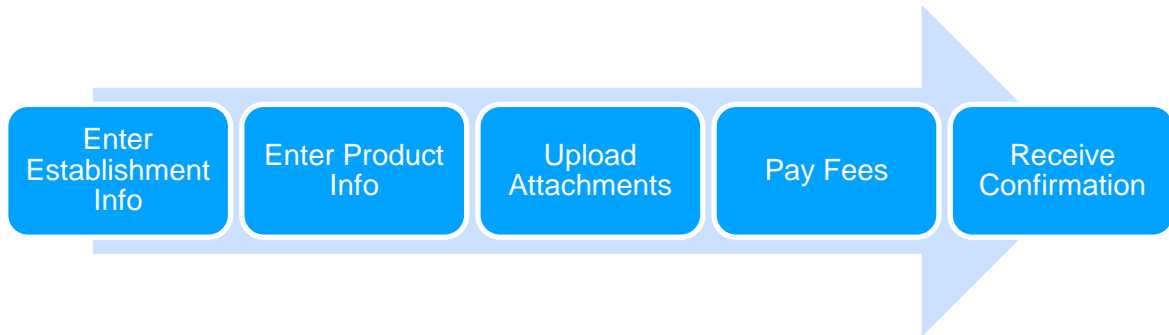 Enter
Establishment
Info
Enter Product
Info
Upload
Attachments
Pay Fees
Receive
Confirmation